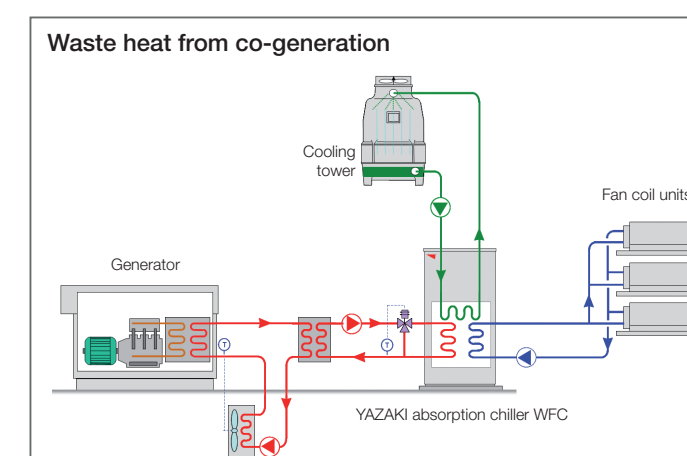 Waste heat from co-generation
Cooling
tower
Fan coil units
Generator
T
T
YAZAKI absorption chiller WFC